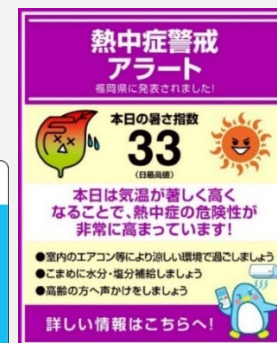 熱中症警戒
アラート
福岡県に発表されました!
本日の暑さ指数
33
(日最高値)
本日は気温が著しく高く
なることで、熱中症の危険性が
非常に高まっています!
●室内のエアコン等により涼しい環境で過ごしましょう
●こまめに水分・塩分補給しましょう
●高齢の方へ声かけをしましょう
詳しい情報はこちらへ!